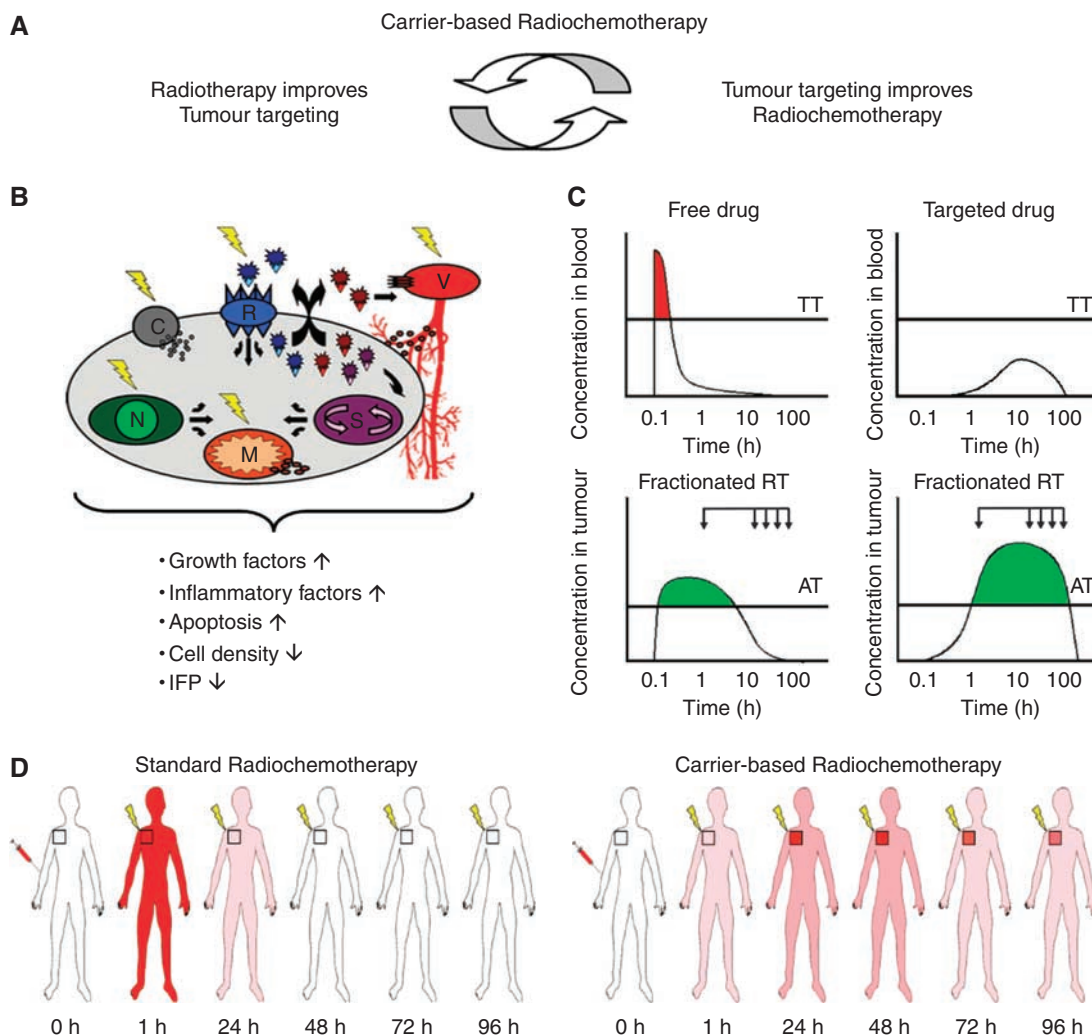 A
Carrier-based Radiochemotherapy
Radiotherapy improves
Tumour targeting
Tumour targeting improves
Radiochemotherapy
B
V
C
R
N
M
S
• Growth factors ↑
• Inflammatory factors ↑
• Apoptosis ↑
• Cell density ↓
• IFP ↓
C
Free drug
Concentration in blood
TT
0.1 1 10 100
Time (h)
Targeted drug
Concentration in blood
TT
0.1 1 10 100
Time (h)
Fractionated RT
Concentration in tumour
AT
0.1 1 10 100
Time (h)
Fractionated RT
Concentration in tumour
AT
0.1 1 10 100
Time (h)
D
Standard Radiochemotherapy
0 h 1 h 24 h 48 h 72 h 96 h
Carrier-based Radiochemotherapy
0 h 1 h 24 h 48 h 72 h 96 h